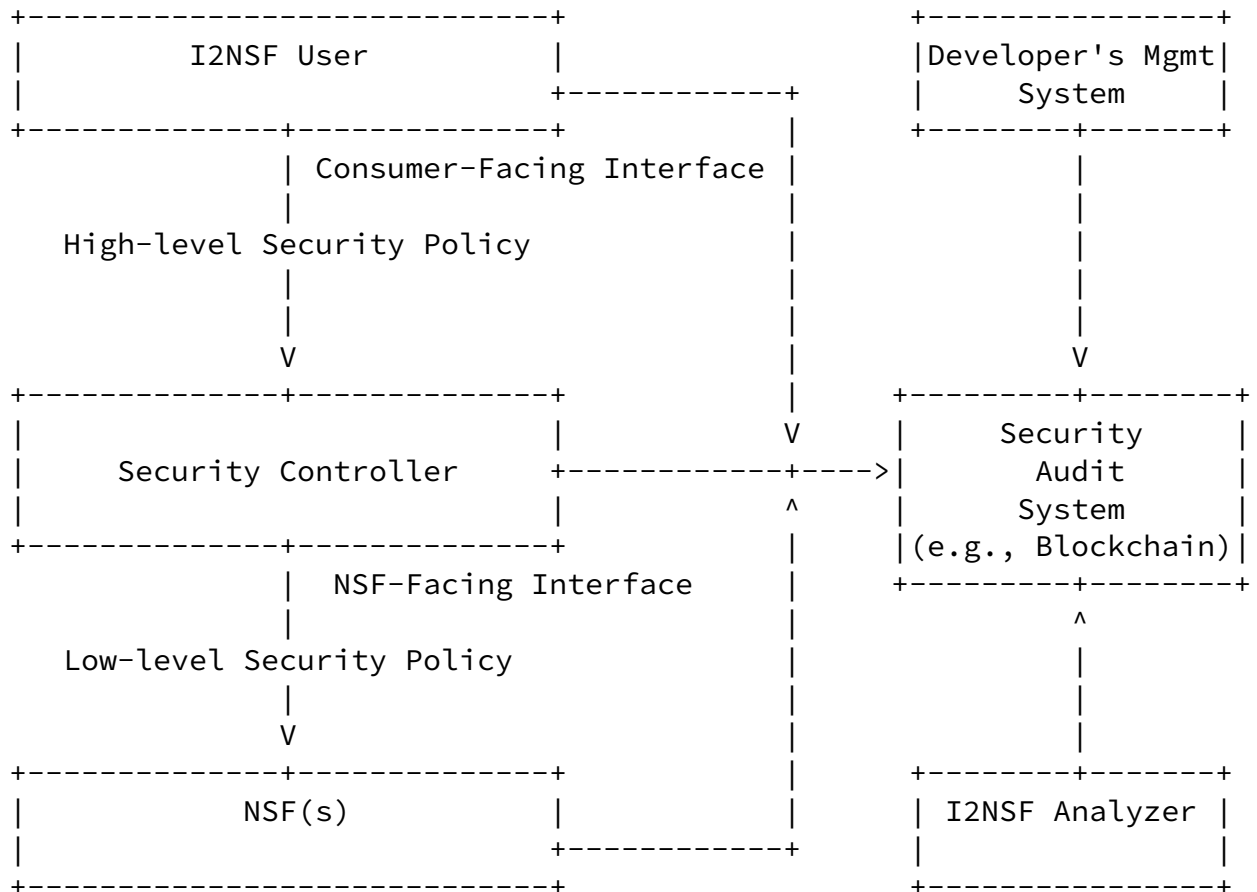 I2NSF User
Developer's Mgmt
System
Consumer-Facing Interface
High-level Security Policy
Security Controller
Security
Audit
System
(e.g., Blockchain)
NSF-Facing Interface
Low-level Security Policy
NSF(s)
I2NSF Analyzer